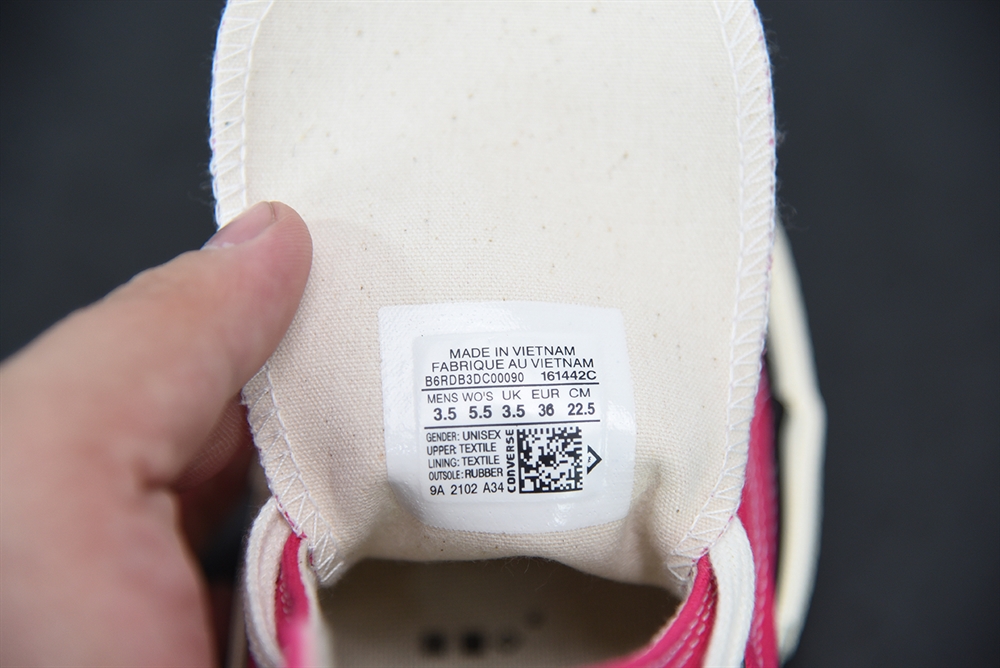 MADE IN VIETNAM
FABRIQUE AU VIETNAM
B6RDB3DC00090 161442C
MENS WO'S UK EUR CM
3.5 5.5 3.5 36 22.5
GENDER: UNISEX
UPPER: TEXTILE
LINING: TEXTILE
OUTSOLE: RUBBER
9A 2102 A34
CONVERSE